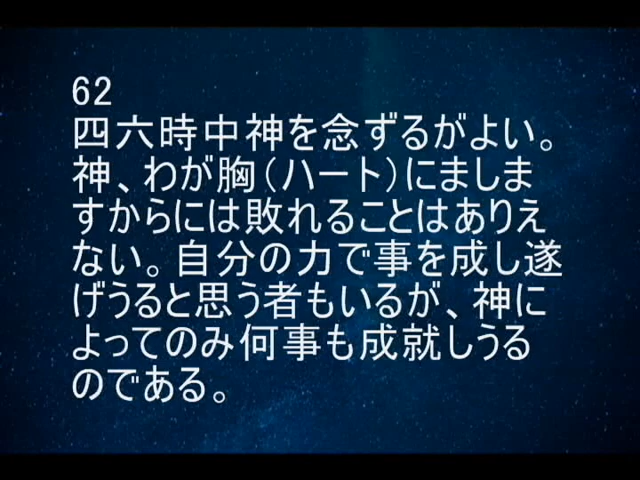 62
四六時中神を念ずるがよい。
神、わが胸（ハート）にましま
すからには敗れることはありえ
ない。自分の力で事を成し遂
げうると思う者もいるが、神に
よってのみ何事も成就しうる
のである。